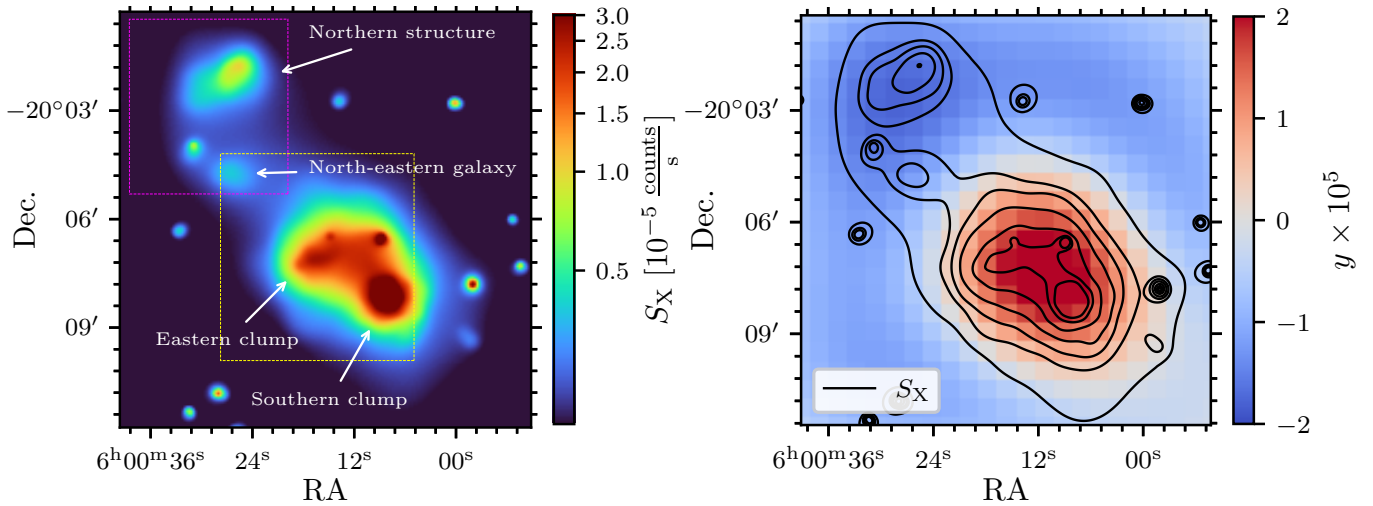 Northern structure
North-eastern galaxy
Eastern clump
Southern clump
−20°03′
06′
09′
Dec.
6ʰ00ᵐ36ˢ
24ˢ
12ˢ
00ˢ
RA
3.0
2.5
2.0
1.5
1.0
0.5
S_X [10⁻⁵ counts/s]
−20°03′
06′
09′
Dec.
S_X
6ʰ00ᵐ36ˢ
24ˢ
12ˢ
00ˢ
RA
2
1
0
−1
−2
y × 10⁵